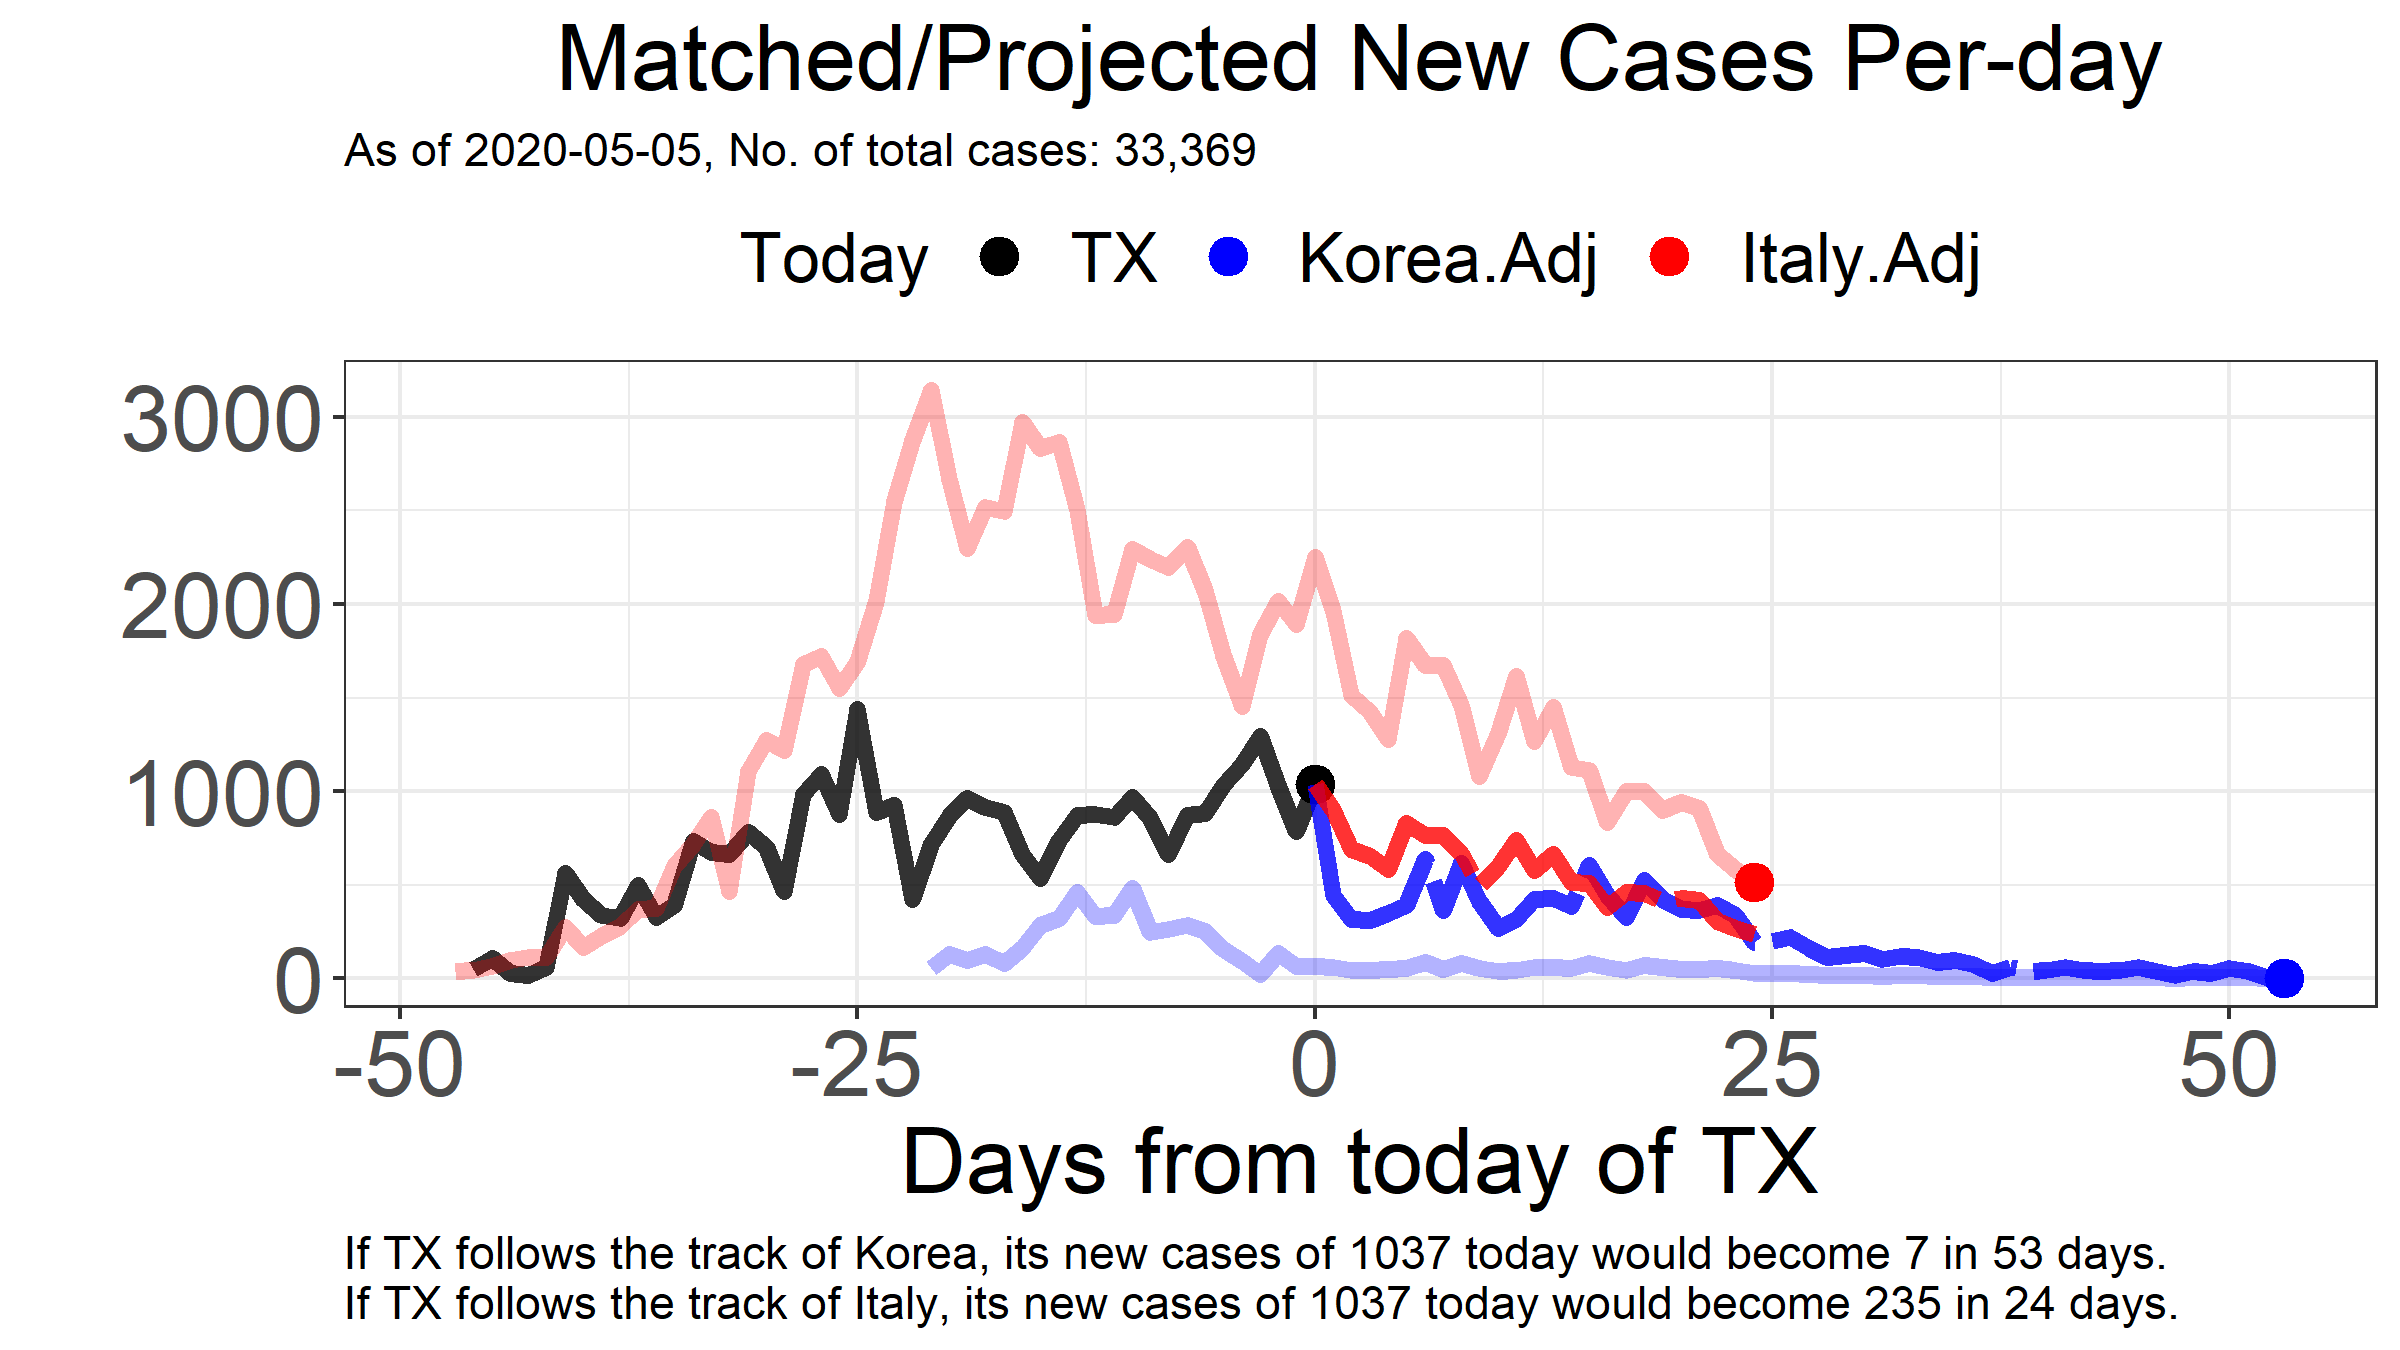 Matched/Projected New Cases Per-day
As of 2020-05-05, No. of total cases: 33,369
Today TX Korea.Adj Italy.Adj
3000
2000
1000
0
-50 -25 0 25 50
Days from today of TX
If TX follows the track of Korea, its new cases of 1037 today would become 7 in 53 days.
If TX follows the track of Italy, its new cases of 1037 today would become 235 in 24 days.